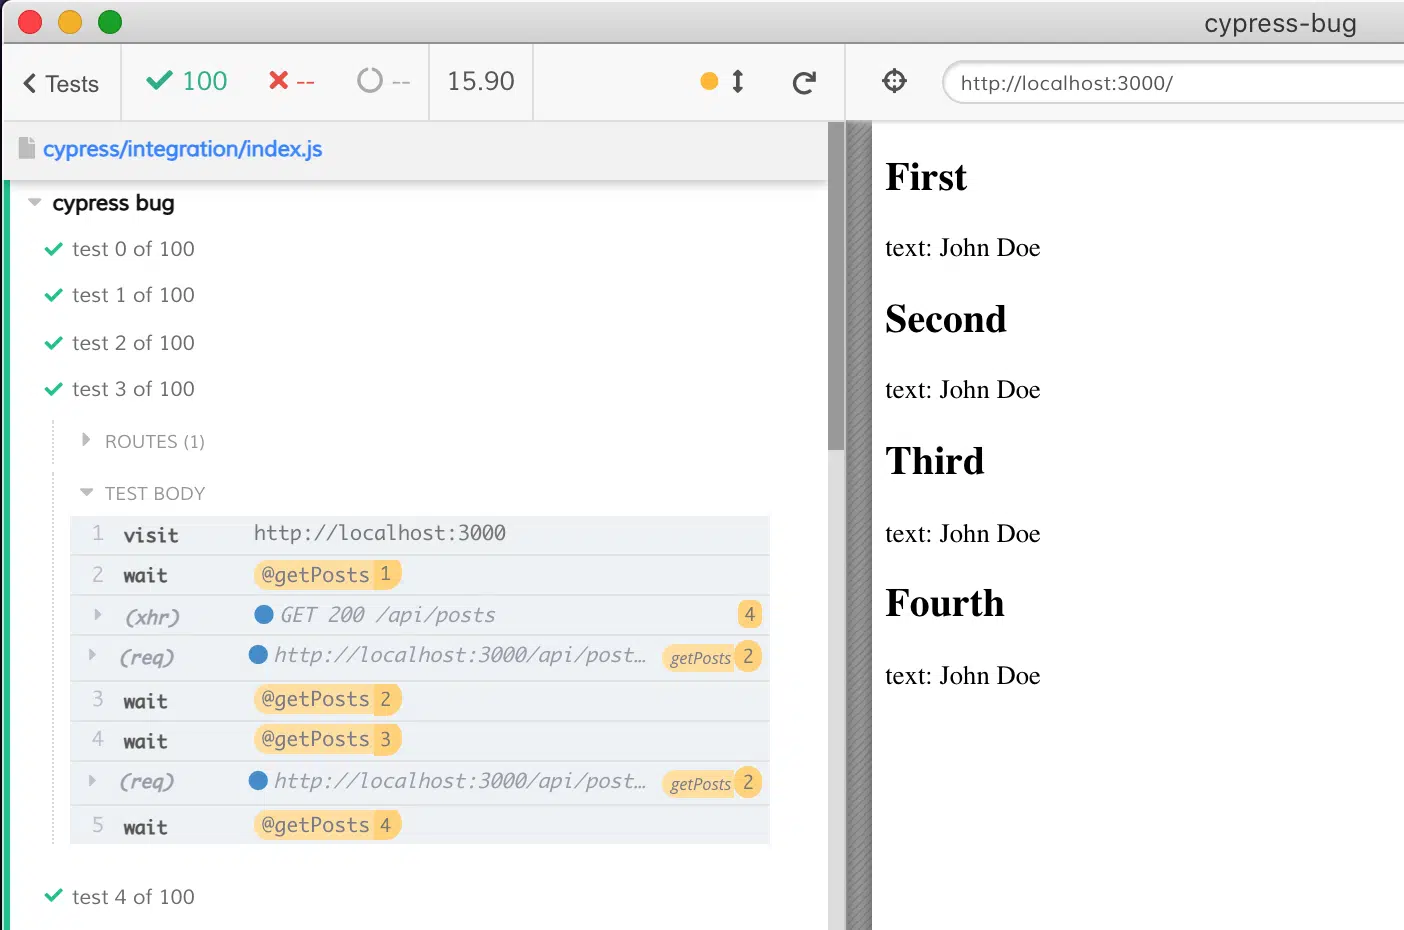 cypress-bug
Tests 100 -- -- 15.90 http://localhost:3000/
cypress/integration/index.js
cypress bug
test 0 of 100
test 1 of 100
test 2 of 100
test 3 of 100
ROUTES (1)
TEST BODY
1 visit http://localhost:3000
2 wait @getPosts 1
(xhr) GET 200 /api/posts 4
(req) http://localhost:3000/api/post… getPosts 2
3 wait @getPosts 2
4 wait @getPosts 3
(req) http://localhost:3000/api/post… getPosts 2
5 wait @getPosts 4
test 4 of 100
First
text: John Doe
Second
text: John Doe
Third
text: John Doe
Fourth
text: John Doe